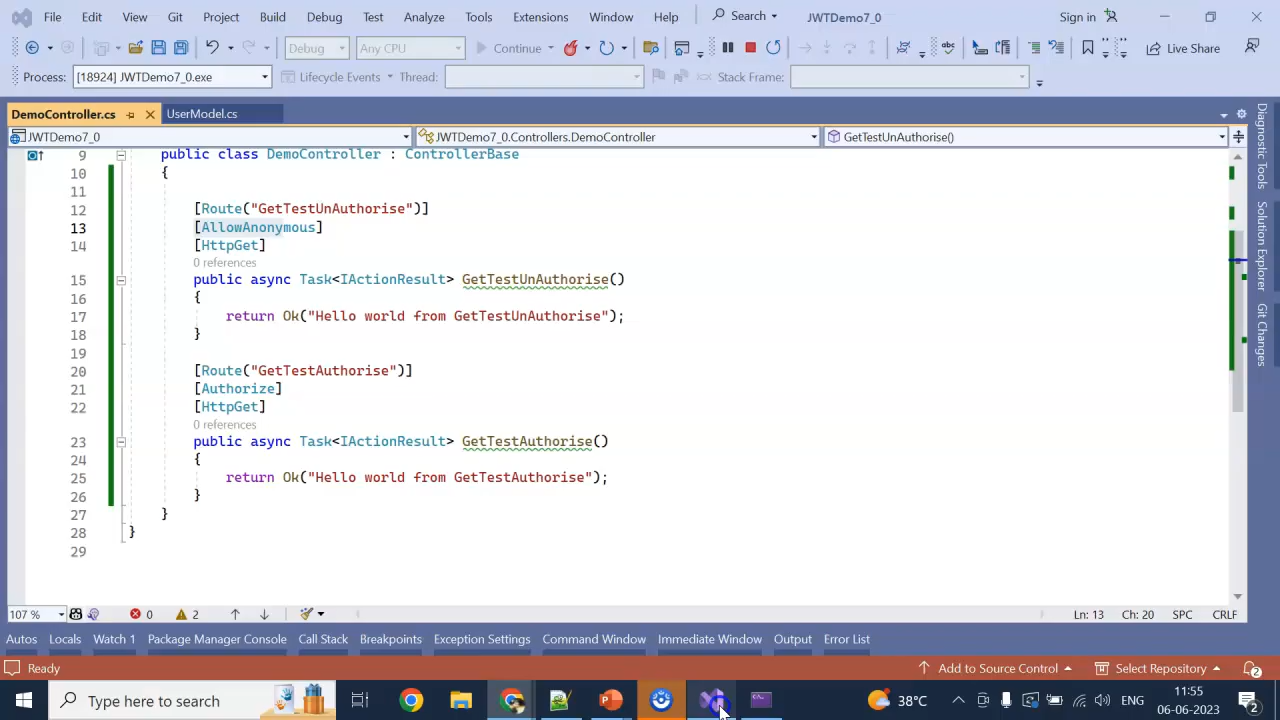 File Edit View Git Project Build Debug Test Analyze Tools Extensions Window Help Search JWTDemo7_0 Sign in
Debug Any CPU Continue Live Share
Process: [18924] JWTDemo7_0.exe Lifecycle Events Thread: Stack Frame:
DemoController.cs UserModel.cs
JWTDemo7_0 JWTDemo7_0.Controllers.DemoController GetTestUnAuthorise()
9 public class DemoController : ControllerBase
10 {
11
12 [Route("GetTestUnAuthorise")]
13 [AllowAnonymous]
14 [HttpGet]
0 references
15 public async Task<IActionResult> GetTestUnAuthorise()
16 {
17 return Ok("Hello world from GetTestUnAuthorise");
18 }
19
20 [Route("GetTestAuthorise")]
21 [Authorize]
22 [HttpGet]
0 references
23 public async Task<IActionResult> GetTestAuthorise()
24 {
25 return Ok("Hello world from GetTestAuthorise");
26 }
27 }
28 }
29
Diagnostic Tools
Solution Explorer
Git Changes
107 % 0 2 Ln: 13 Ch: 20 SPC CRLF
Autos Locals Watch 1 Package Manager Console Call Stack Breakpoints Exception Settings Command Window Immediate Window Output Error List
Ready Add to Source Control Select Repository 2
Type here to search 38°C ENG 11:55
06-06-2023 2